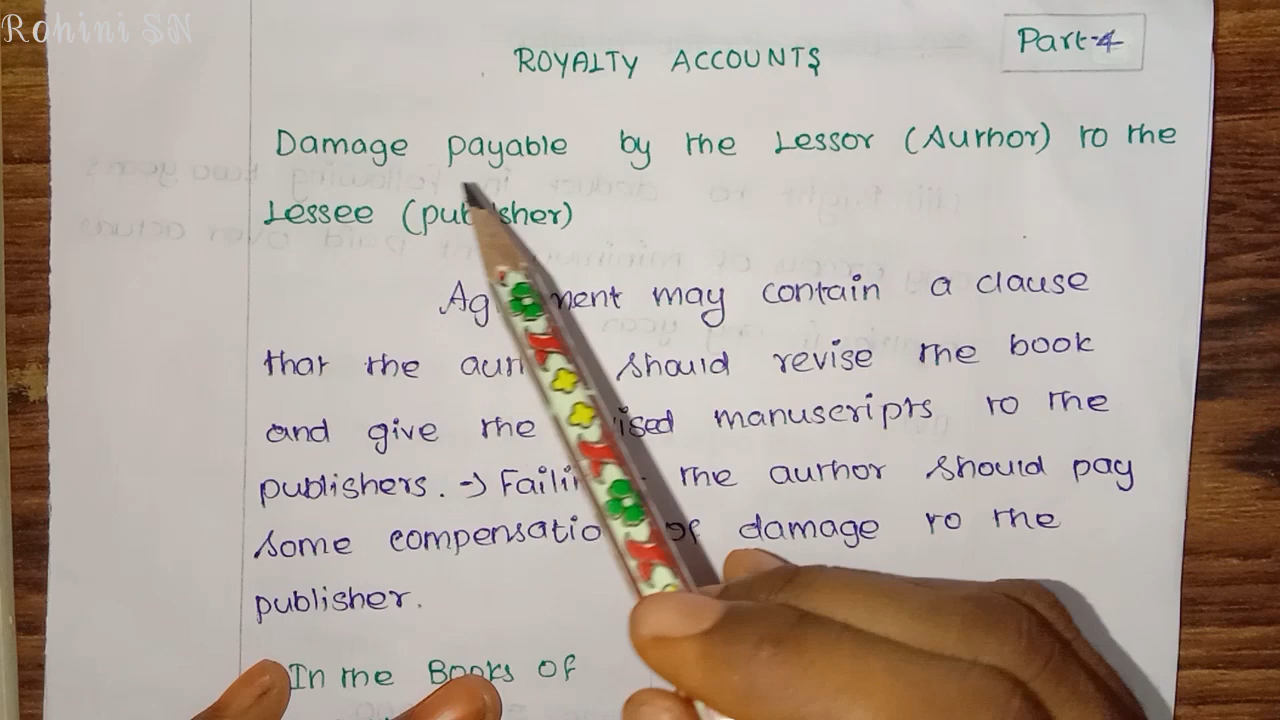 Rohini SN
Part-4
ROYALTY ACCOUNTS
Damage payable by the Lessor (Author) to the
Lessee (publisher)
may contain a clause
that the should revise the book
and give the manuscripts to the
publishers. → the author should pay
some of damage to the
publisher.
In the Books of